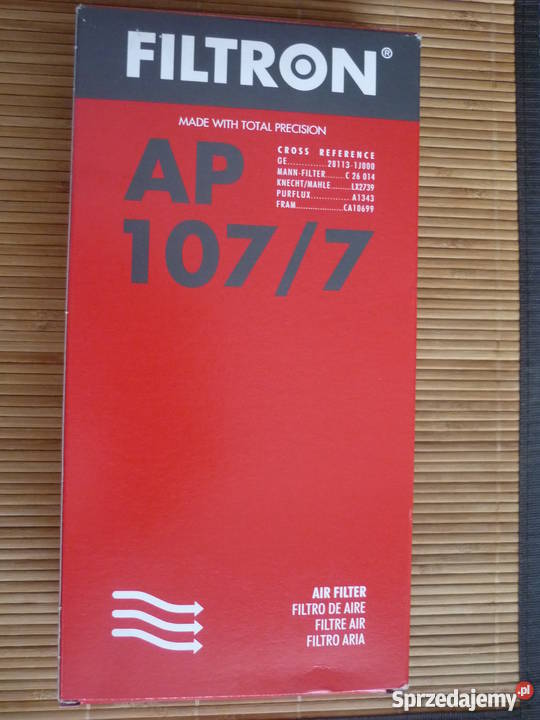 FILTRON®
MADE WITH TOTAL PRECISION
AP
107/7
CROSS REFERENCE
GE..............28113-1J000
MANN-FILTER.......C 26 014
KNECHT/MAHLE.......LX2739
PURFLUX..............A1343
FRAM.................CA10699
AIR FILTER
FILTRO DE AIRE
FILTRE AIR
FILTRO ARIA
Sprzedajemy.pl